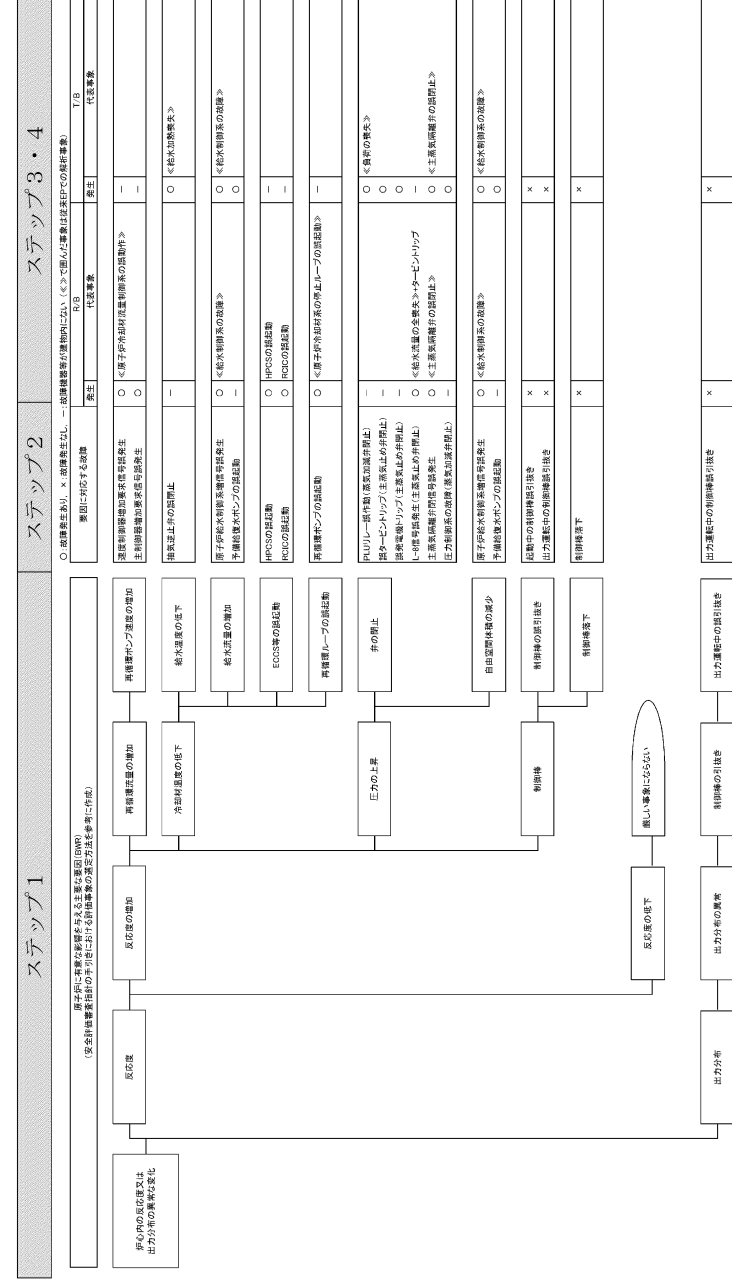 ステップ1
ステップ2
ステップ3・4
原子炉に有意な影響を与える主要な要因(BWR)
(安全評価審査指針の手引きにおける評価事象の選定方法を参考に作成)
○:故障発生あり、×:故障発生なし、－:故障機器等が建物内にない(≪≫で囲んだ事象は従来EPでの解析事象)
要因に対応する故障
R/B
T/B
発生
代表事象
発生
代表事象
炉心内の反応度又は
出力分布の異常な変化
反応度
反応度の増加
再循環流量の増加
再循環ポンプ速度の増加
速度制御器増加要求信号誤発生 ○ ≪原子炉冷却材流量制御系の誤動作≫ －
主制御器増加要求信号誤発生 ○ －
冷却材温度の低下
給水温度の低下
抽気逆止弁の誤閉止 － ○ ≪給水加熱喪失≫
給水流量の増加
原子炉給水制御系増信号誤発生 ○ ≪給水制御系の故障≫ ○ ≪給水制御系の故障≫
予備給復水ポンプの誤起動 － ○
ECCS等の誤起動
HPCSの誤起動 ○ HPCSの誤起動 －
RCICの誤起動 ○ RCICの誤起動 －
再循環ループの誤起動
再循環ポンプの誤起動 ○ ≪原子炉冷却材系の停止ループの誤起動≫ －
圧力の上昇
弁の閉止
PLUリレー誤作動(蒸気加減弁閉止) － ○ ≪負荷の喪失≫
誤タービントリップ(主蒸気止め弁閉止) － ○
誤発電機トリップ(主蒸気止め弁閉止) － ○
L-8信号誤発生(主蒸気止め弁閉止) ○ ≪給水流量の全喪失≫+タービントリップ －
主蒸気隔離弁閉信号誤発生 ○ ≪主蒸気隔離弁の誤閉止≫ ○ ≪主蒸気隔離弁の誤閉止≫
圧力制御系の故障(蒸気加減弁閉止) － ○
自由空間体積の減少
原子炉給水制御系増信号誤発生 ○ ≪給水制御系の故障≫ ○ ≪給水制御系の故障≫
予備給復水ポンプの誤起動 － ○
制御棒
制御棒の誤引抜き
起動中の制御棒誤引抜き × ×
出力運転中の制御棒誤引抜き × ×
制御棒落下
制御棒落下 × ×
反応度の低下
厳しい事象にならない
出力分布
出力分布の異常
制御棒の引抜き
出力運転中の誤引抜き
出力運転中の制御棒誤引抜き × ×